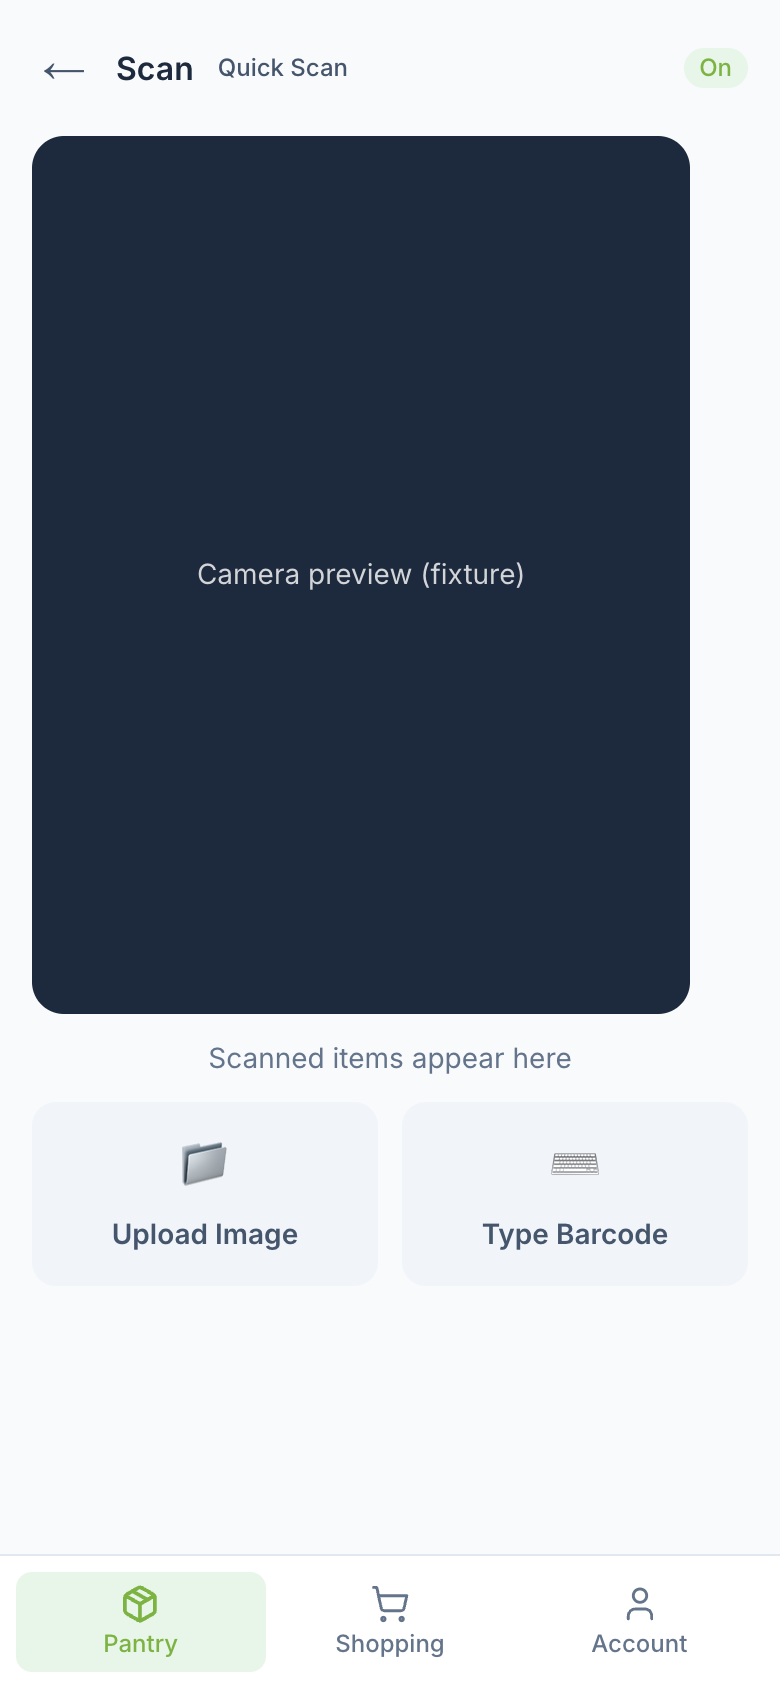 Scan Quick Scan On
Camera preview (fixture)
Scanned items appear here
Upload Image Type Barcode
Pantry Shopping Account